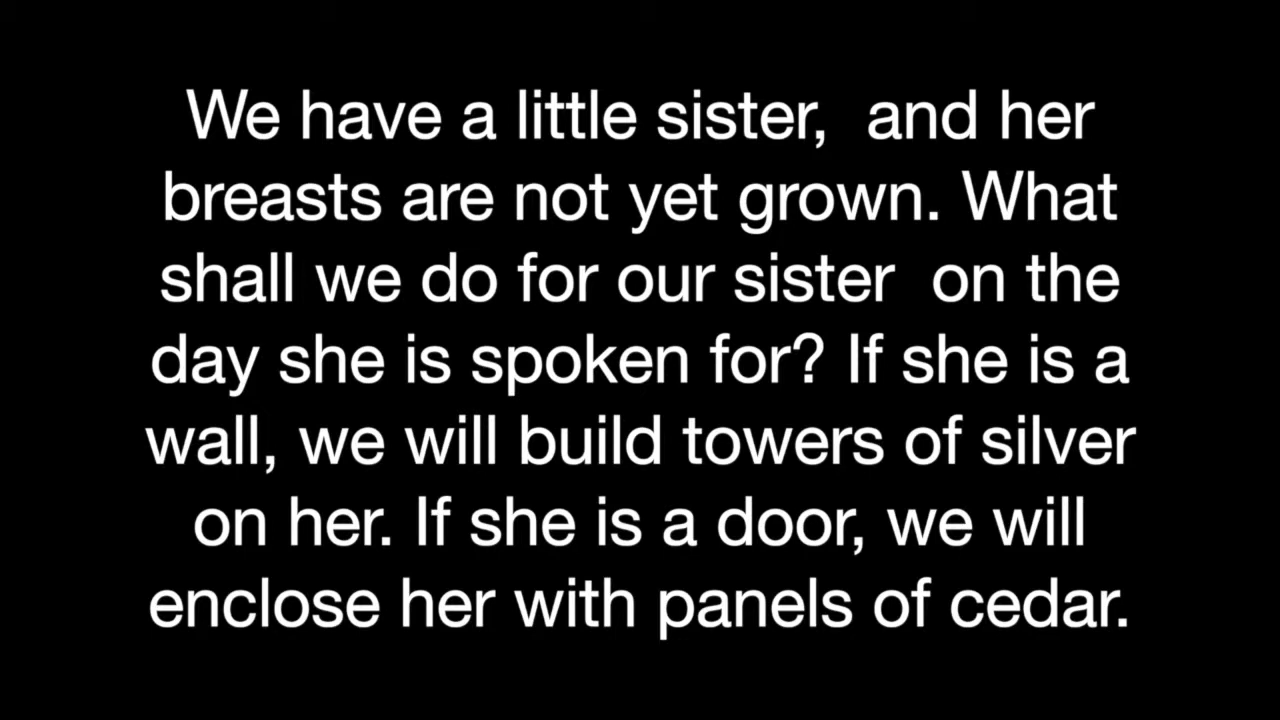 We have a little sister,  and her
breasts are not yet grown. What
shall we do for our sister  on the
day she is spoken for? If she is a
wall, we will build towers of silver
on her. If she is a door, we will
enclose her with panels of cedar.